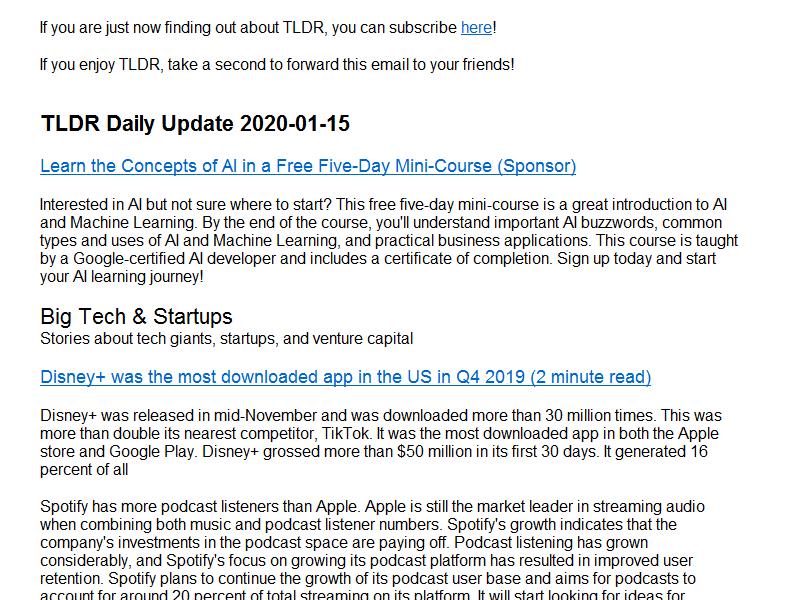 If you are just now finding out about TLDR, you can subscribe here!
If you enjoy TLDR, take a second to forward this email to your friends!
TLDR Daily Update 2020-01-15
Learn the Concepts of AI in a Free Five-Day Mini-Course (Sponsor)
Interested in AI but not sure where to start? This free five-day mini-course is a great introduction to AI
and Machine Learning. By the end of the course, you'll understand important AI buzzwords, common
types and uses of AI and Machine Learning, and practical business applications. This course is taught
by a Google-certified AI developer and includes a certificate of completion. Sign up today and start
your AI learning journey!
Big Tech & Startups
Stories about tech giants, startups, and venture capital
Disney+ was the most downloaded app in the US in Q4 2019 (2 minute read)
Disney+ was released in mid-November and was downloaded more than 30 million times. This was
more than double its nearest competitor, TikTok. It was the most downloaded app in both the Apple
store and Google Play. Disney+ grossed more than $50 million in its first 30 days. It generated 16
percent of all
Spotify has more podcast listeners than Apple. Apple is still the market leader in streaming audio
when combining both music and podcast listener numbers. Spotify's growth indicates that the
company's investments in the podcast space are paying off. Podcast listening has grown
considerably, and Spotify's focus on growing its podcast platform has resulted in improved user
retention. Spotify plans to continue the growth of its podcast user base and aims for podcasts to
account for around 20 percent of total streaming on its platform. It will start looking for ideas for